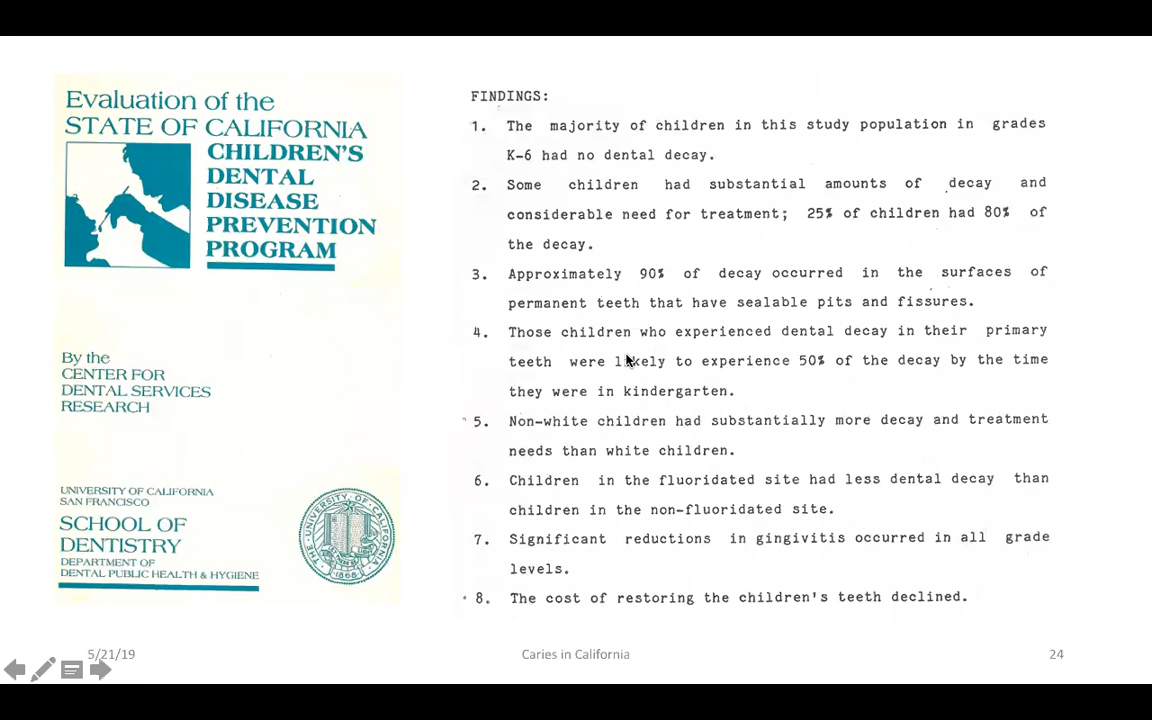 Evaluation of the
STATE OF CALIFORNIA
CHILDREN'S
DENTAL
DISEASE
PREVENTION
PROGRAM
By the
CENTER FOR
DENTAL SERVICES
RESEARCH
UNIVERSITY OF CALIFORNIA
SAN FRANCISCO
SCHOOL OF
DENTISTRY
DEPARTMENT OF
DENTAL PUBLIC HEALTH & HYGIENE
THE UNIVERSITY OF CALIFORNIA
1868
FINDINGS:
1. The majority of children in this study population in grades
K-6 had no dental decay.
2. Some children had substantial amounts of decay and
considerable need for treatment; 25% of children had 80% of
the decay.
3. Approximately 90% of decay occurred in the surfaces of
permanent teeth that have sealable pits and fissures.
4. Those children who experienced dental decay in their primary
teeth were likely to experience 50% of the decay by the time
they were in kindergarten.
5. Non-white children had substantially more decay and treatment
needs than white children.
6. Children in the fluoridated site had less dental decay than
children in the non-fluoridated site.
7. Significant reductions in gingivitis occurred in all grade
levels.
8. The cost of restoring the children's teeth declined.
5/21/19
Caries in California
24